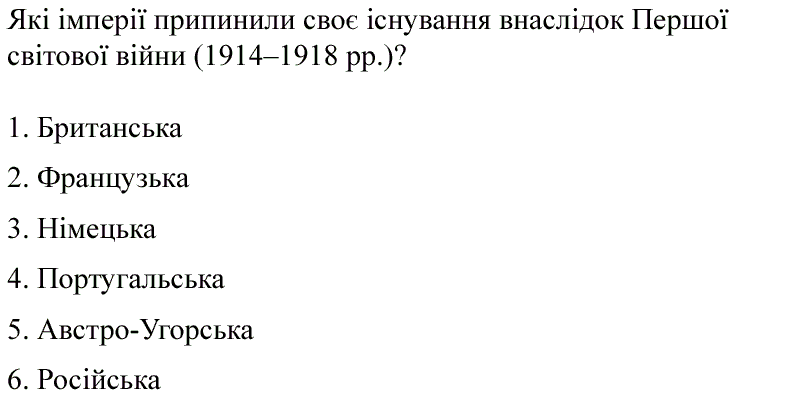 Які імперії припинили своє існування внаслідок Першої
світової війни (1914–1918 рр.)?
1. Британська
2. Французька
3. Німецька
4. Португальська
5. Австро-Угорська
6. Російська